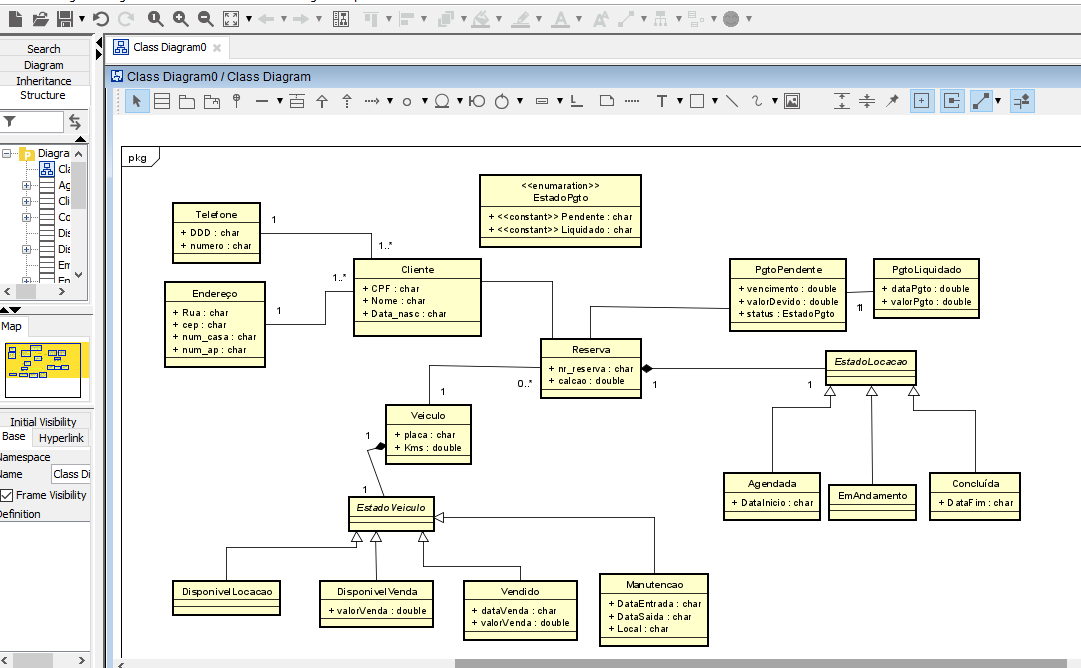 Search
Diagram
Inheritance
Structure
Diagra
Cla
Ag
Cli
Co
Dis
Dis
Em
Map
Initial Visibility
Base
Hyperlink
Namespace
Name
Class Di
Frame Visibility
Definition
Class Diagram0
Class Diagram0 / Class Diagram
T
pkg
Telefone
+ DDD : char
+ numero : char
1
1..*
Endereço
+ Rua : char
+ cep : char
+ num_casa : char
+ num_ap : char
1
1..*
Cliente
+ CPF : char
+ Nome : char
+ Data_nasc : char
<<enumaration>>
EstadoPgto
+ <<constant>> Pendente : char
+ <<constant>> Liquidado : char
PgtoPendente
+ vencimento : double
+ valorDevido : double
+ status : EstadoPgto
PgtoLiquidado
+ dataPgto : double
+ valorPgto : double
11
Reserva
+ nr_reserva : char
+ calcao : double
0..*
1
1
1
EstadoLocacao
Veiculo
+ placa : char
+ Kms : double
1
1
EstadoVeiculo
Agendada
+ DataInicio : char
EmAndamento
Concluída
+ DataFim : char
DisponivelLocacao
DisponivelVenda
+ valorVenda : double
Vendido
+ dataVenda : char
+ valorVenda : double
Manutencao
+ DataEntrada : char
+ DataSaida : char
+ Local : char